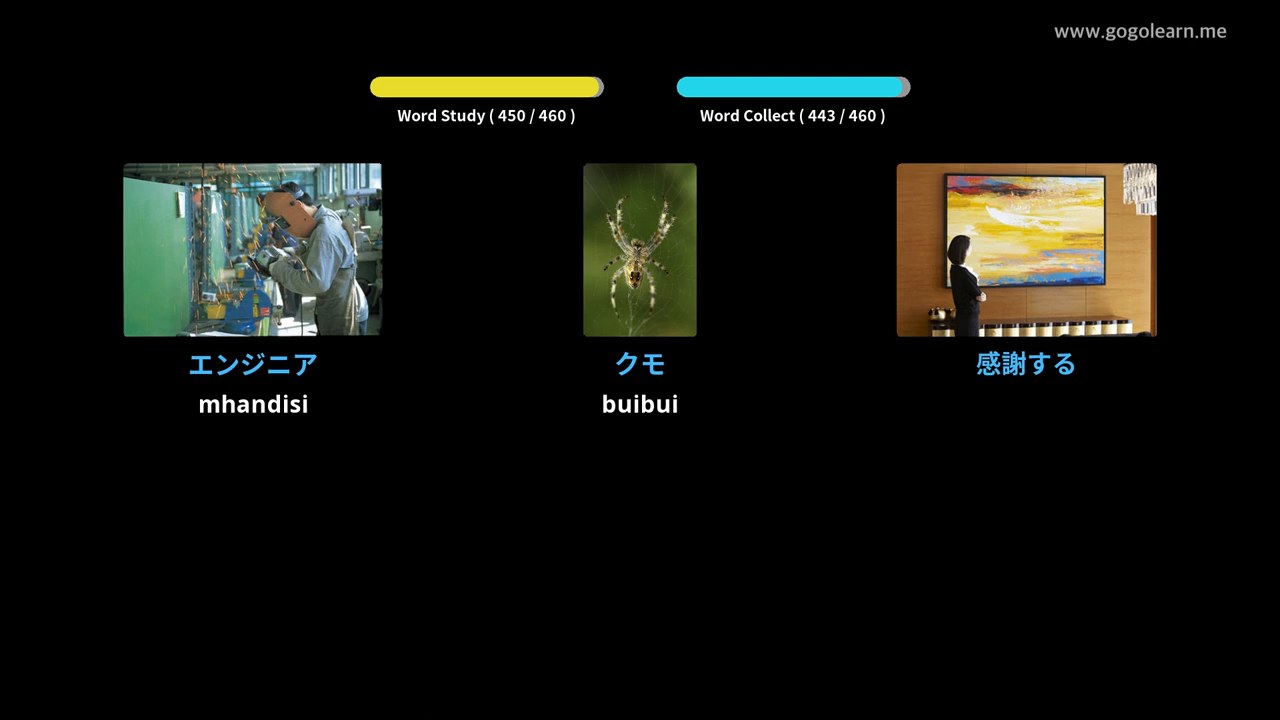 www.gogolearn.me
Word Study ( 450 / 460 )
Word Collect ( 443 / 460 )
エンジニア
mhandisi
クモ
buibui
感謝する